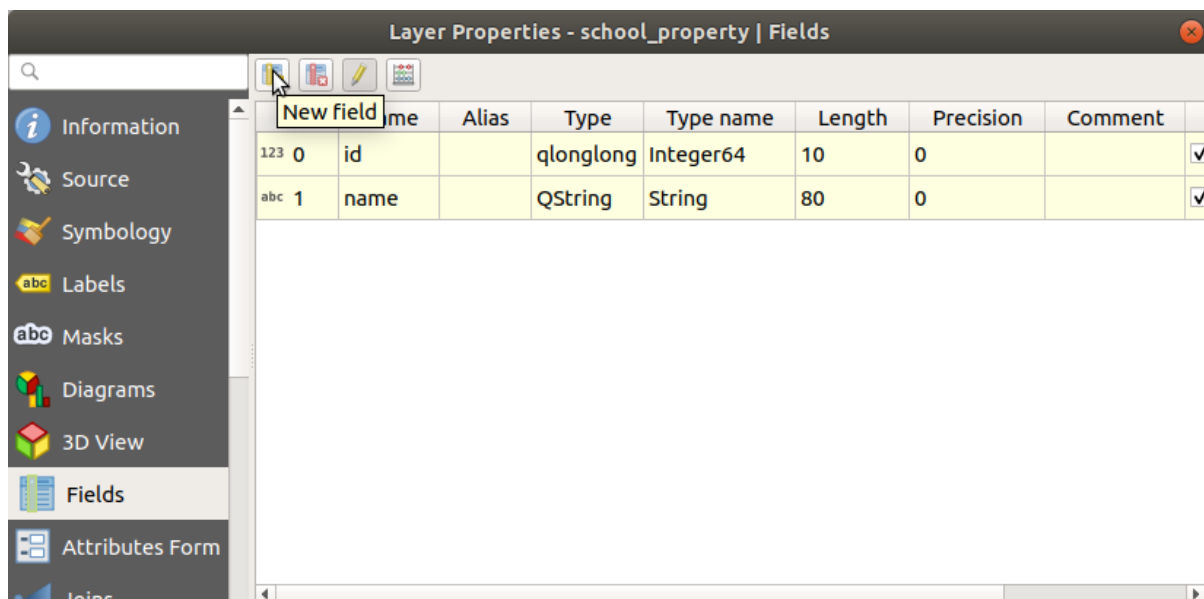 Layer Properties - school_property | Fields
New field
Alias Type Type name Length Precision Comment
Information
123 0 id qlonglong Integer64 10 0
Source
abc 1 name QString String 80 0
Symbology
abc Labels
abc Masks
Diagrams
3D View
Fields
Attributes Form